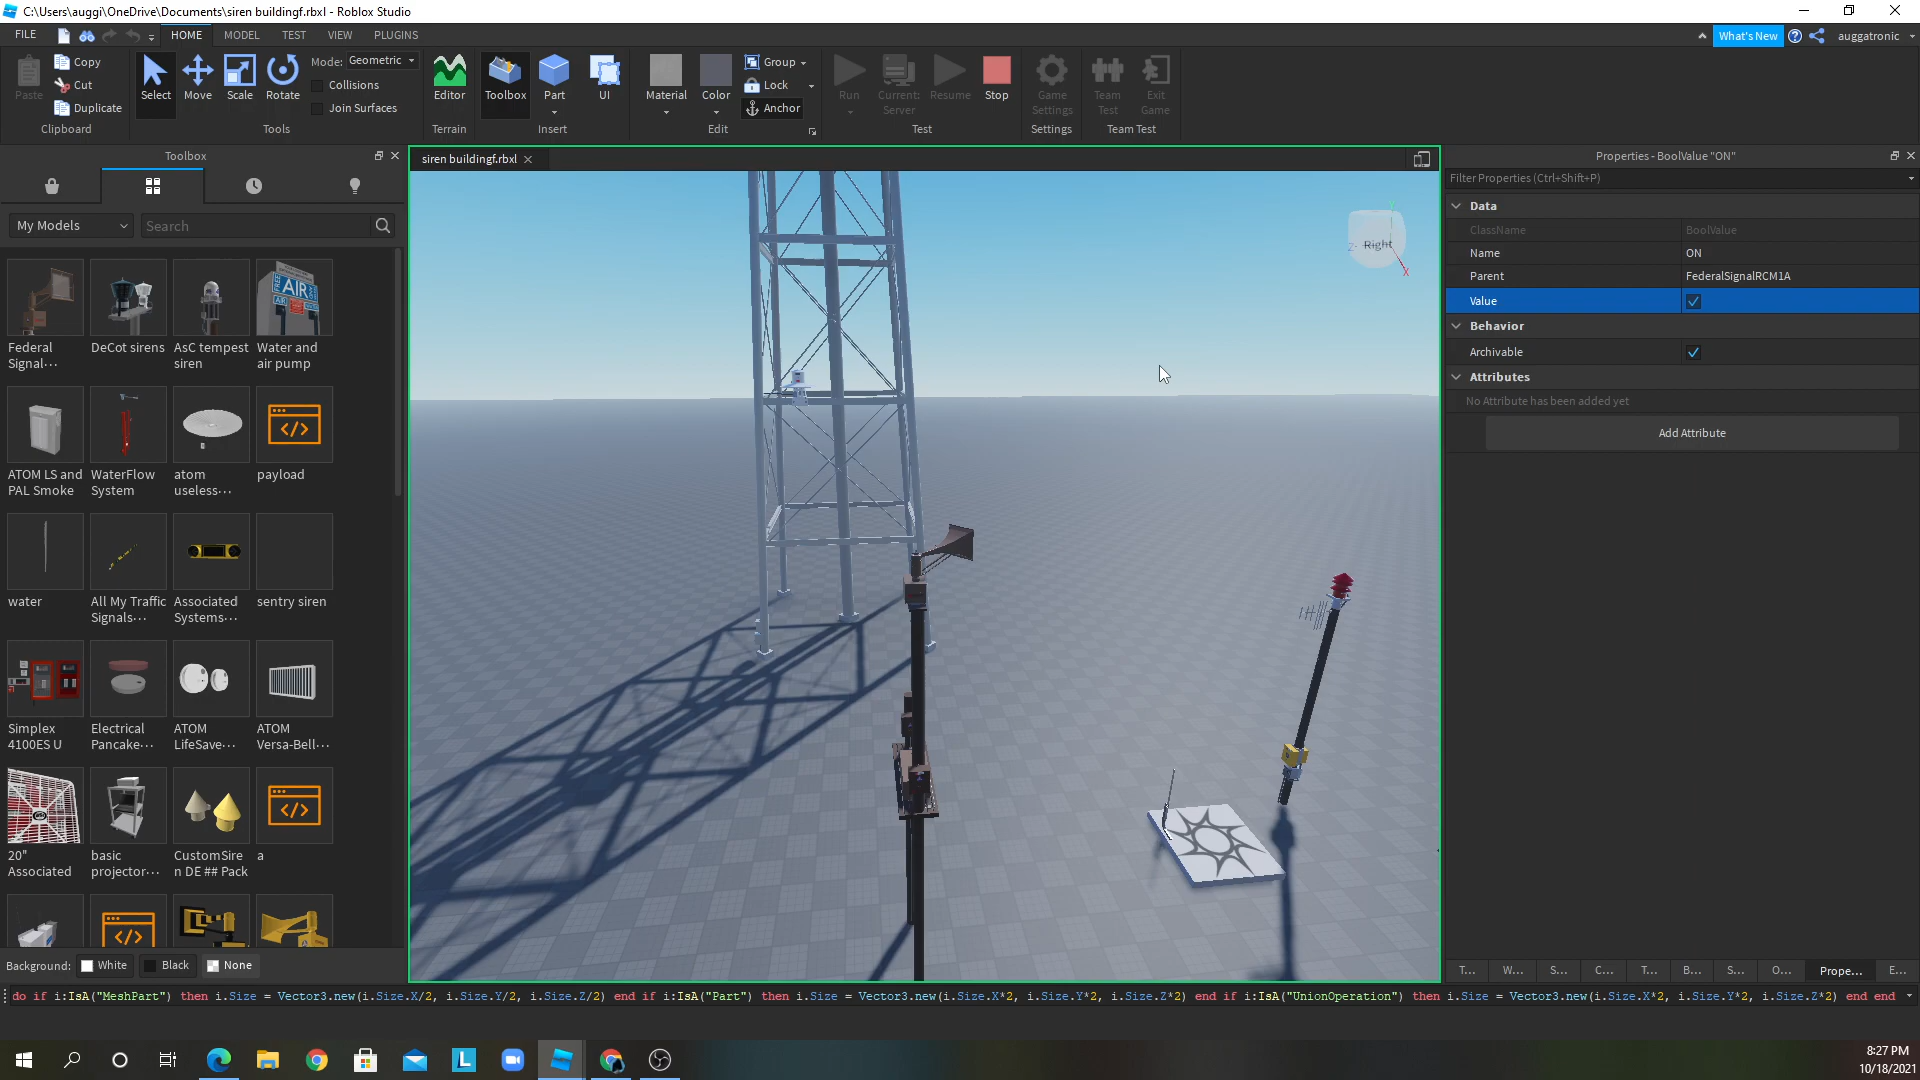 C:\Users\auggi\OneDrive\Documents\siren buildingf.rbxl - Roblox Studio
FILE HOME MODEL TEST VIEW PLUGINS What's New auggatronic
Paste Copy Cut Duplicate Clipboard
Select Move Scale Rotate Mode: Geometric Collisions Join Surfaces Tools
Editor Terrain
Toolbox Part UI Insert
Material Color Group Lock Anchor Edit
Run Current: Server Resume Stop Test
Game Settings Settings
Team Test Exit Game Team Test
Toolbox
My Models Search
Federal Signal···
DeCot sirens
AsC tempest siren
Water and air pump
ATOM LS and PAL Smoke
WaterFlow System
atom useless···
payload
water
All My Traffic Signals···
Associated Systems···
sentry siren
Simplex 4100ES U
Electrical Pancake···
ATOM LifeSave···
ATOM Versa-Bell···
20" Associated
basic projector···
CustomSire n DE ## Pack
a
Background: White Black None
siren buildingf.rbxl
Right
X
Properties - BoolValue "ON"
Filter Properties (Ctrl+Shift+P)
Data
ClassName BoolValue
Name ON
Parent FederalSignalRCM1A
Value
Behavior
Archivable
Attributes
No Attribute has been added yet
Add Attribute
T... W... S... C... T... B... S... O... Prope... E...
do if i:IsA("MeshPart") then i.Size = Vector3.new(i.Size.X/2, i.Size.Y/2, i.Size.Z/2) end if i:IsA("Part") then i.Size = Vector3.new(i.Size.X*2, i.Size.Y*2, i.Size.Z*2) end if i:IsA("UnionOperation") then i.Size = Vector3.new(i.Size.X*2, i.Size.Y*2, i.Size.Z*2) end end
L
8:27 PM
10/18/2021